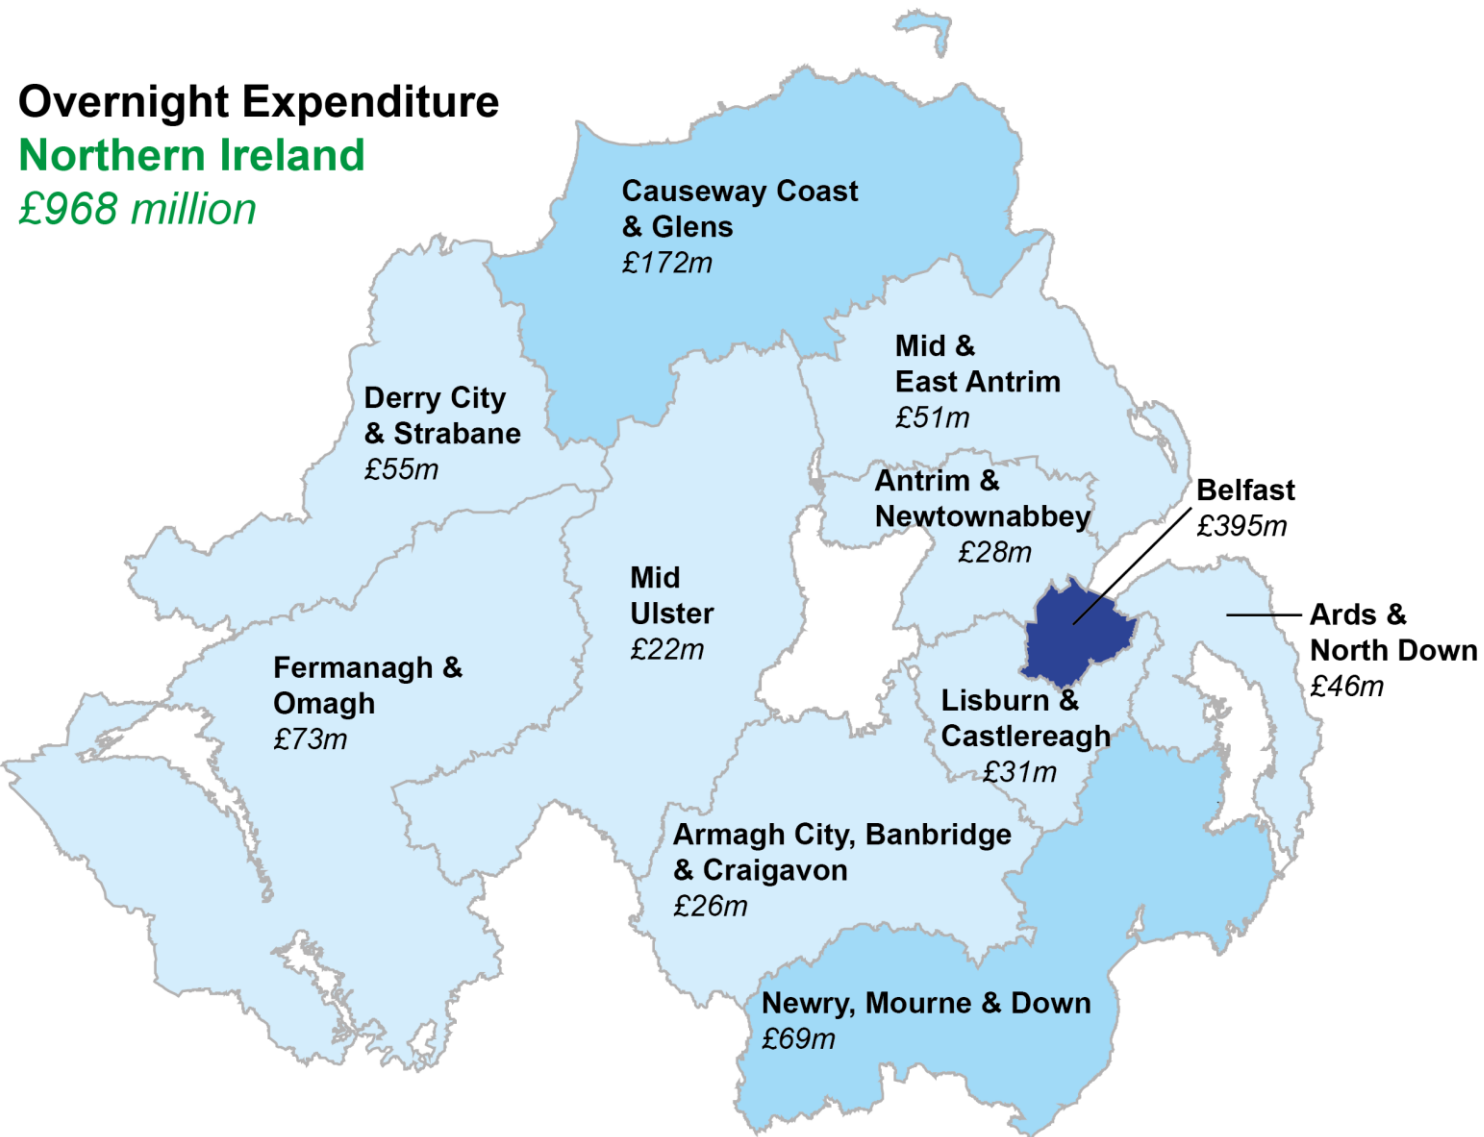 Overnight Expenditure
Northern Ireland
£968 million
Causeway Coast
& Glens
£172m
Mid &
East Antrim
£51m
Derry City
& Strabane
£55m
Antrim &
Newtownabbey
£28m
Belfast
£395m
Mid
Ulster
£22m
Ards &
North Down
£46m
Fermanagh &
Omagh
£73m
Lisburn &
Castlereagh
£31m
Armagh City, Banbridge
& Craigavon
£26m
Newry, Mourne & Down
£69m